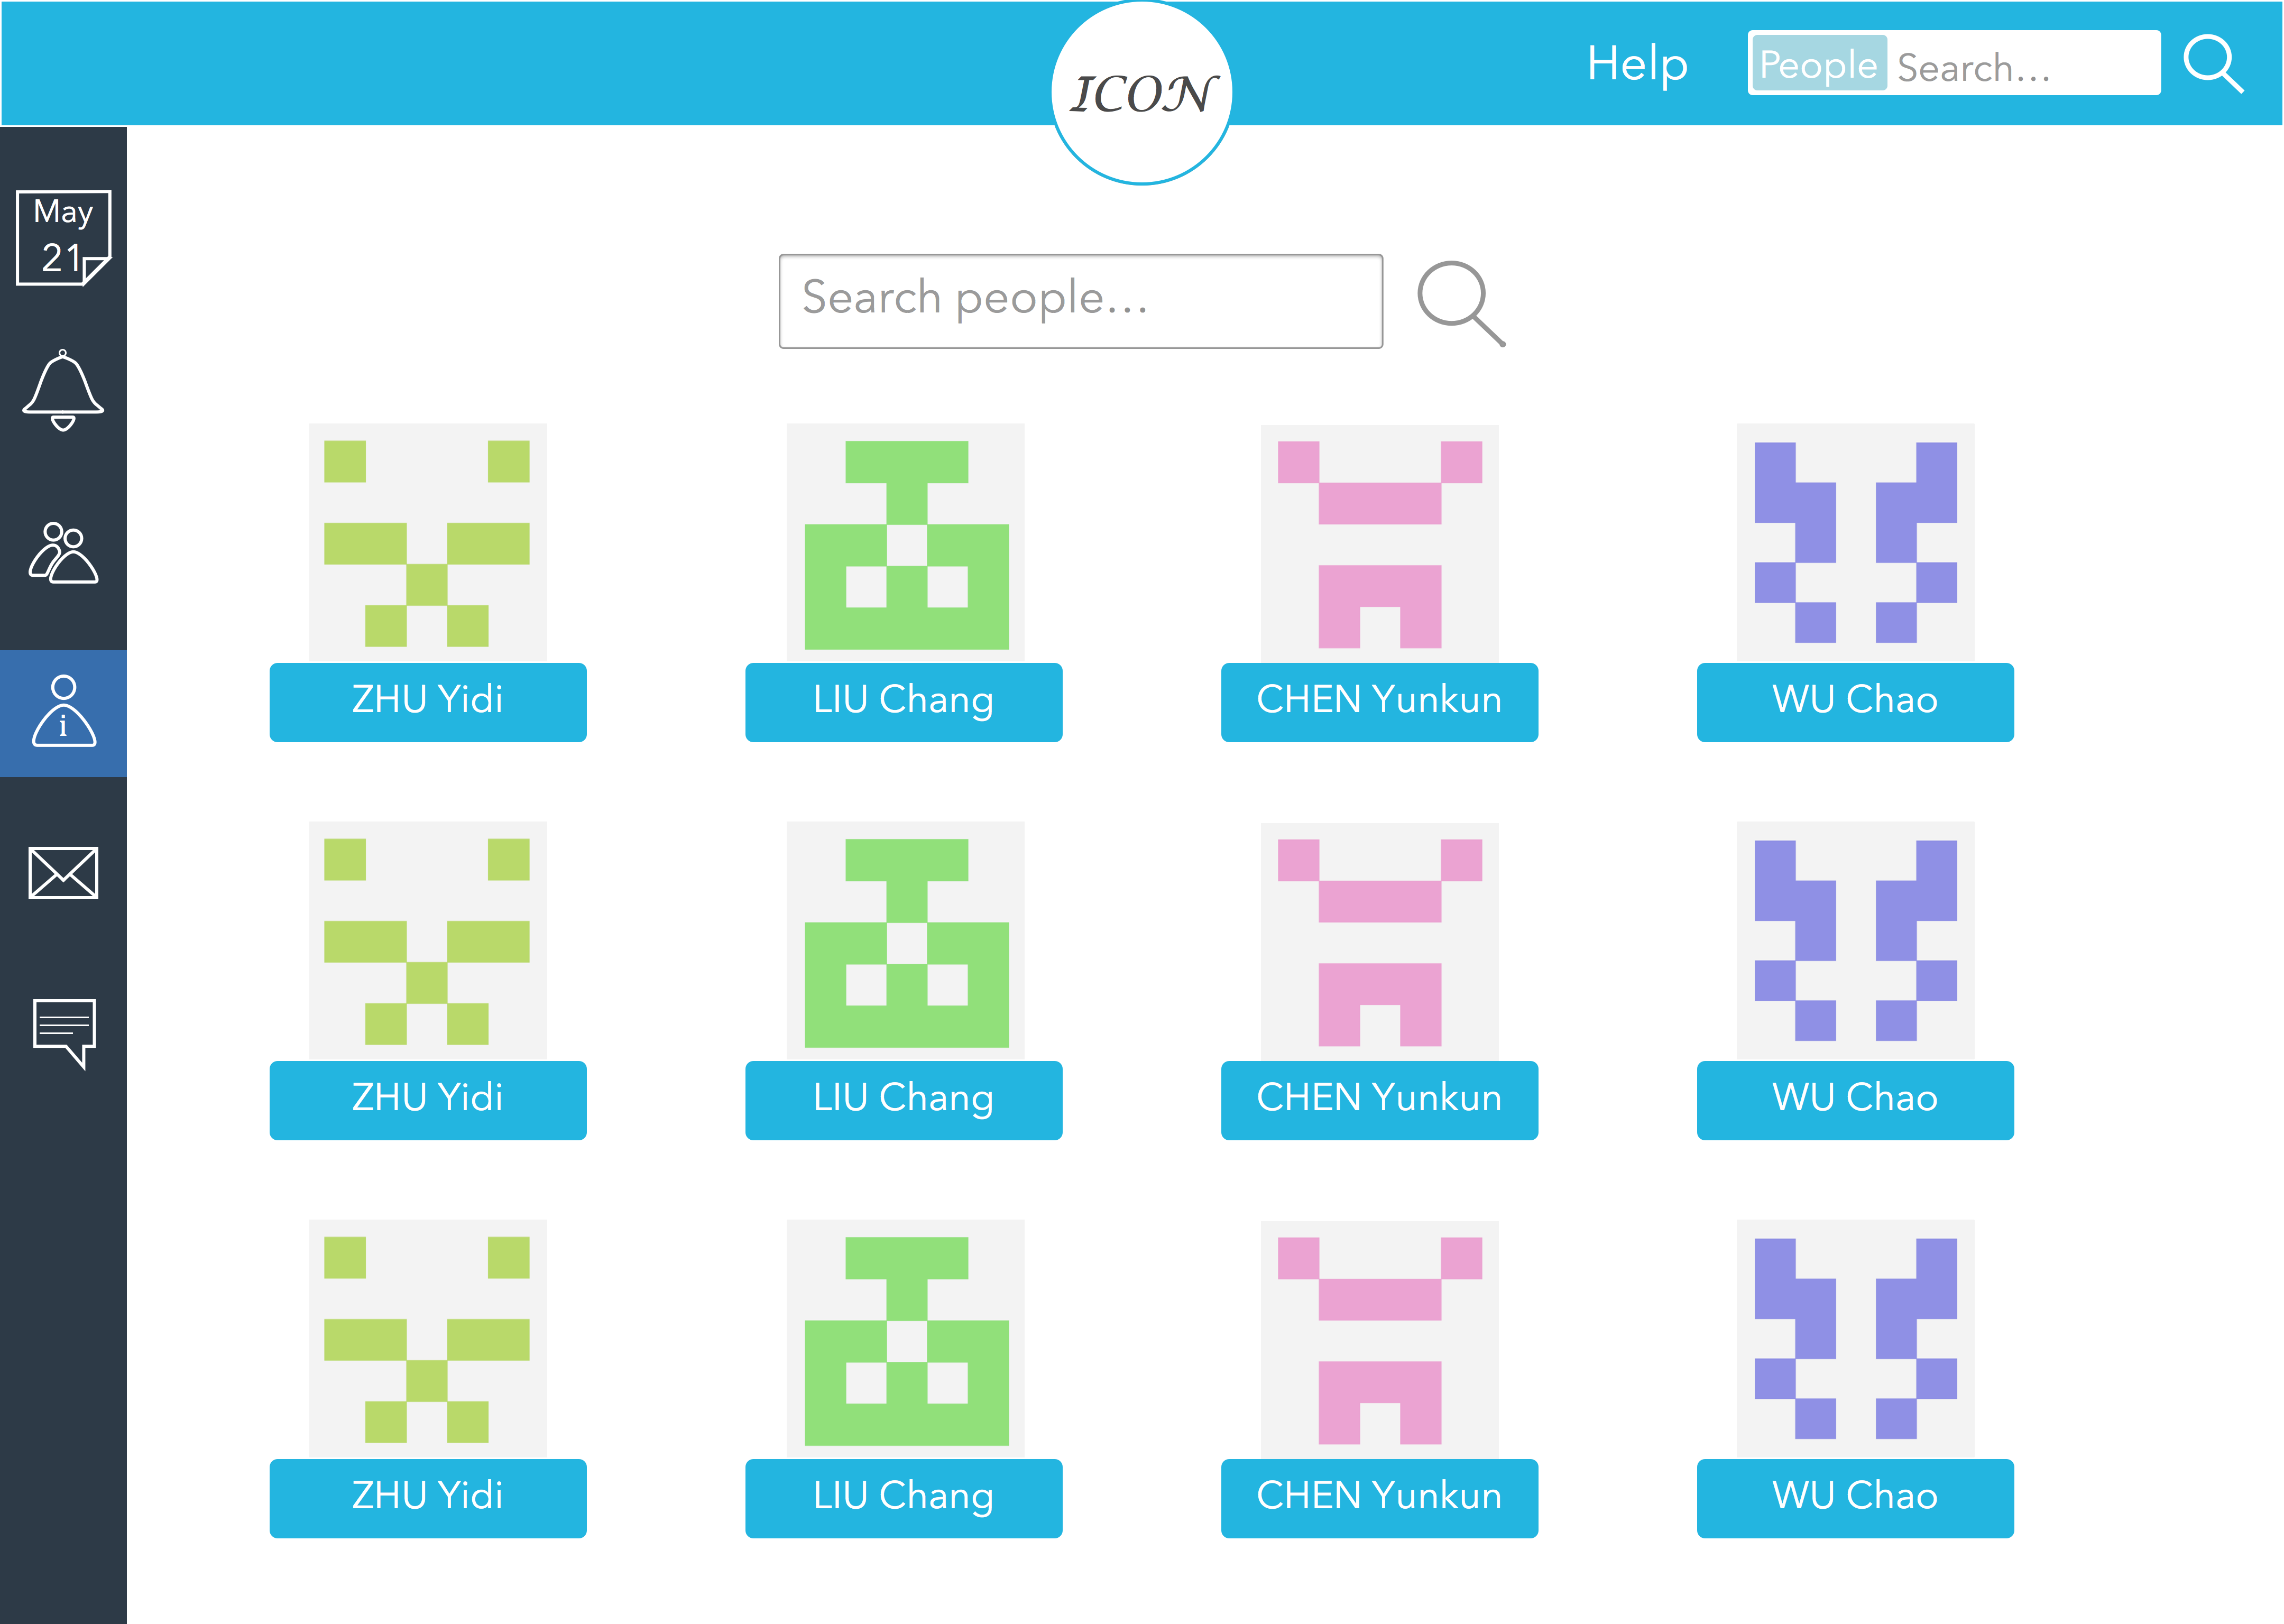 ICON
Help
People Search...
May
21
Search people...
i
ZHU Yidi
LIU Chang
CHEN Yunkun
WU Chao
ZHU Yidi
LIU Chang
CHEN Yunkun
WU Chao
ZHU Yidi
LIU Chang
CHEN Yunkun
WU Chao